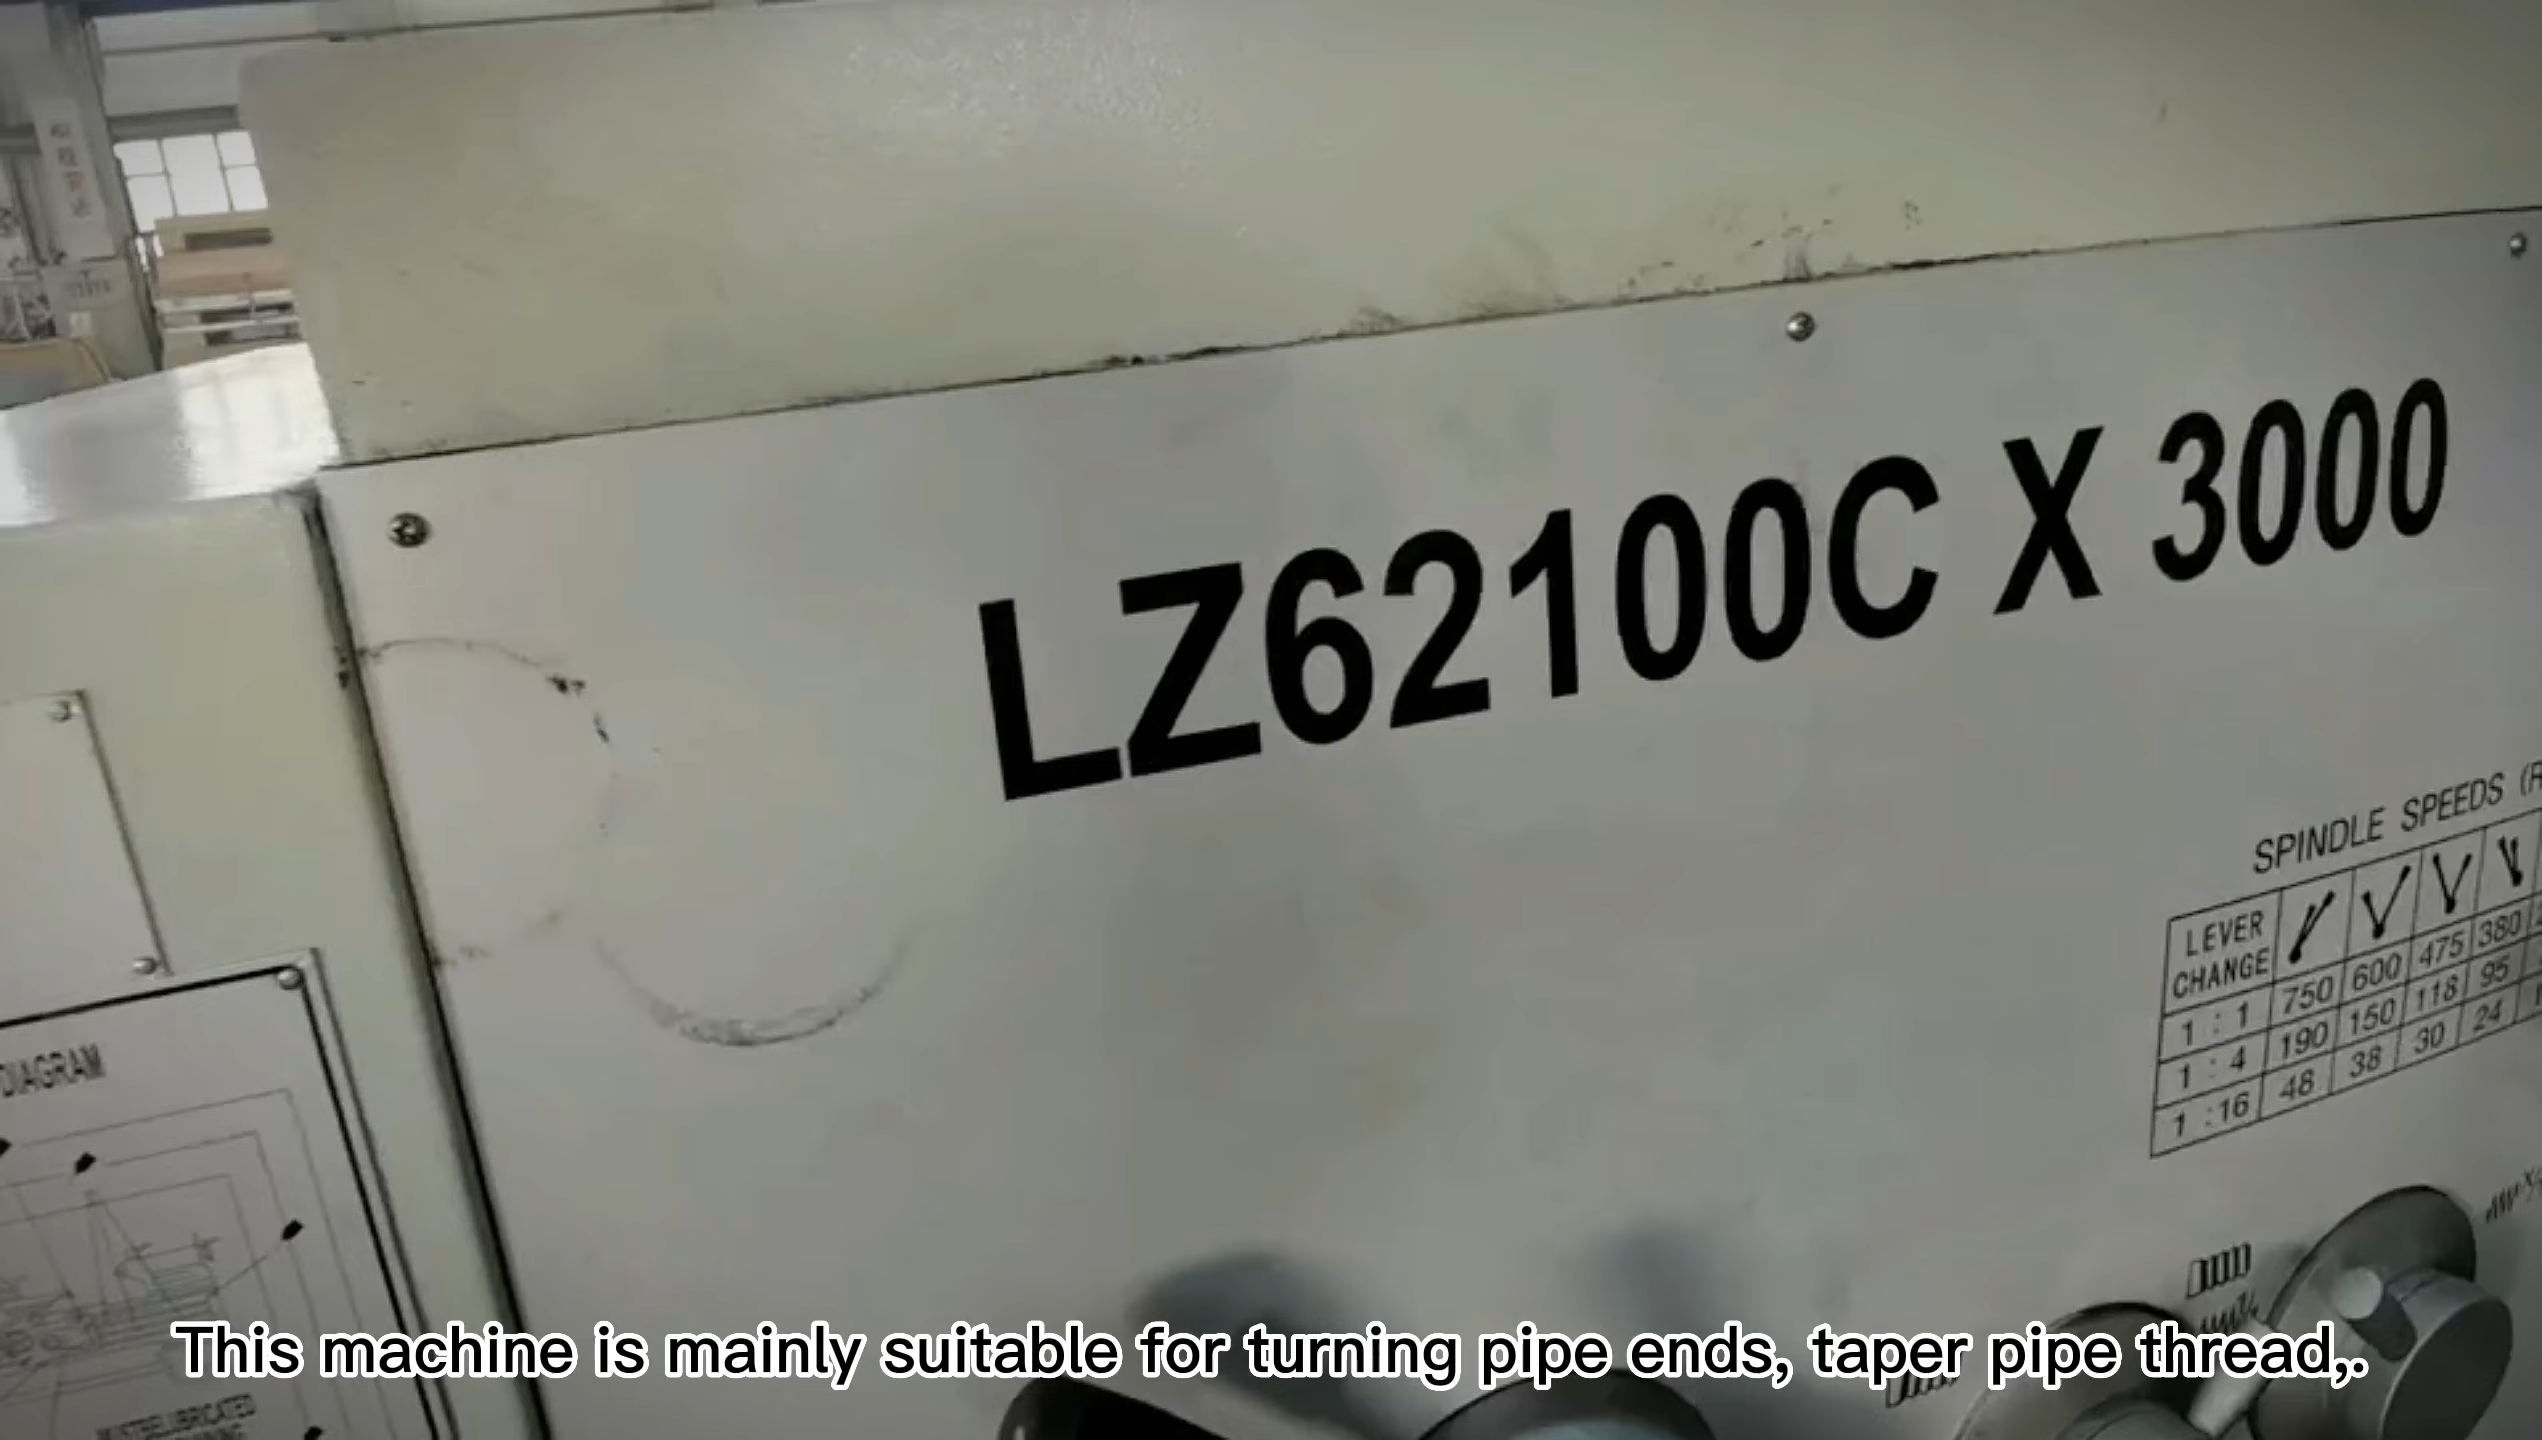 LZ62100C X 3000
SPINDLE SPEEDS (R
LEVER CHANGE
1 : 1 750 600 475 380
1 : 4 190 150 118 95
1 : 16 48 38 30 24
DIAGRAM
This machine is mainly suitable for turning pipe ends, taper pipe thread,.